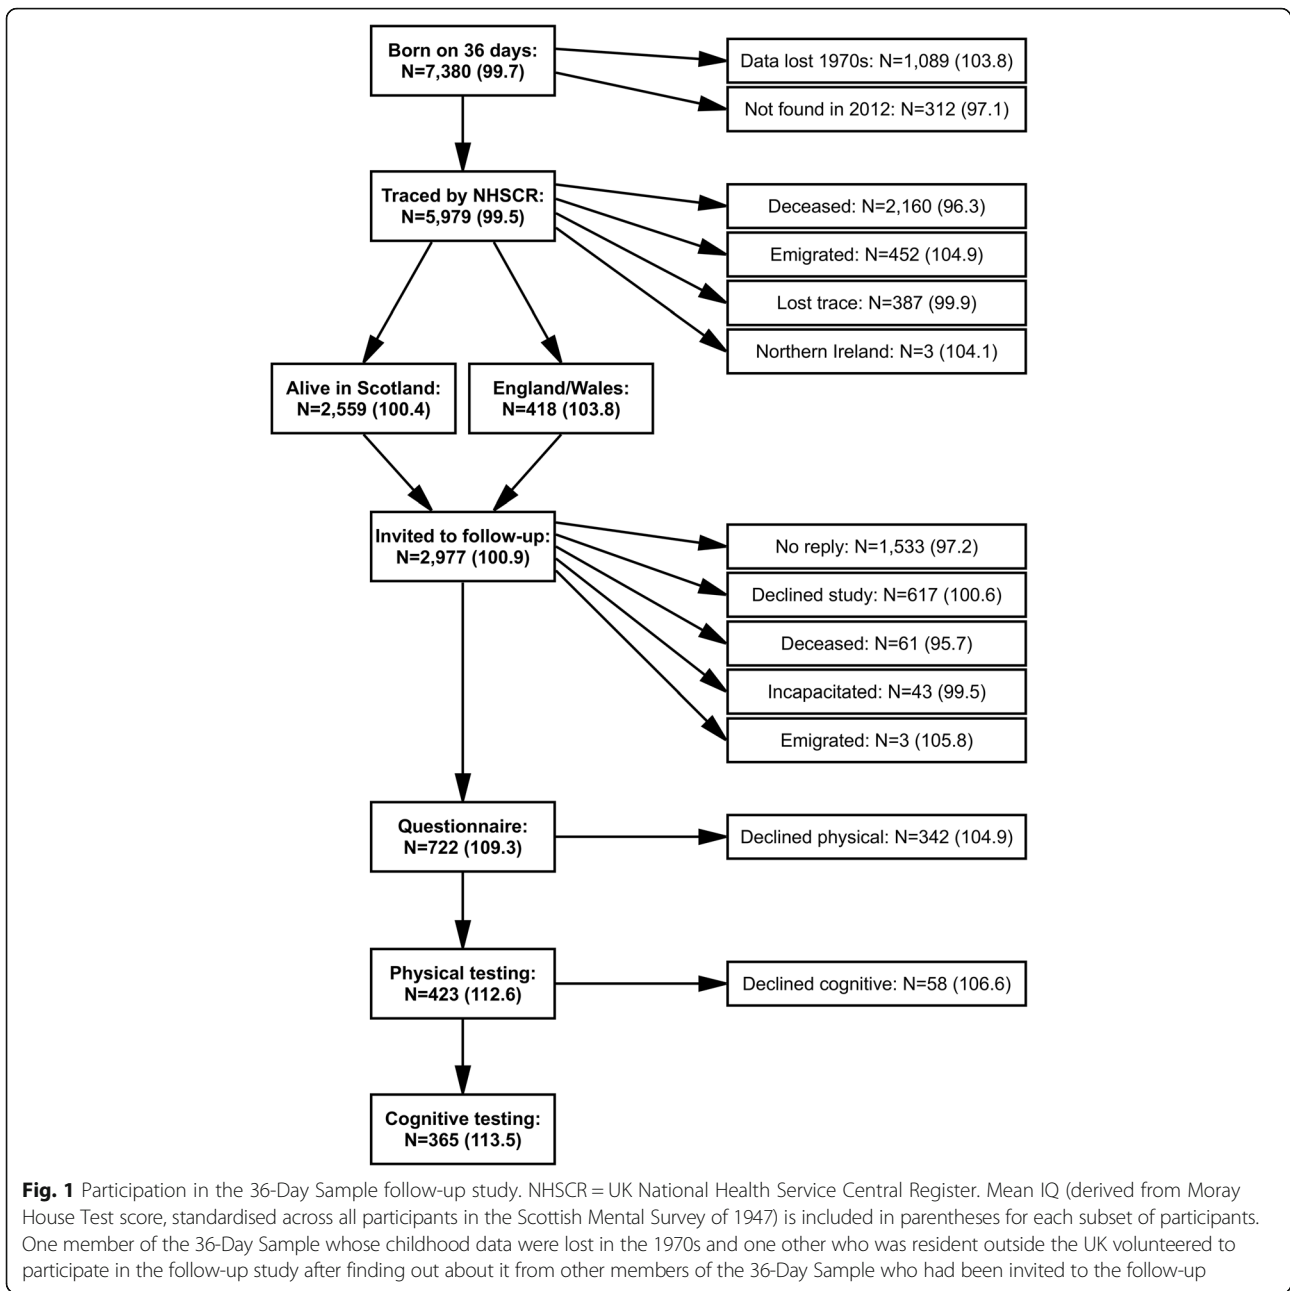 Born on 36 days:
N=7,380 (99.7)
Data lost 1970s: N=1,089 (103.8)
Not found in 2012: N=312 (97.1)
Traced by NHSCR:
N=5,979 (99.5)
Deceased: N=2,160 (96.3)
Emigrated: N=452 (104.9)
Lost trace: N=387 (99.9)
Northern Ireland: N=3 (104.1)
Alive in Scotland:
N=2,559 (100.4)
England/Wales:
N=418 (103.8)
Invited to follow-up:
N=2,977 (100.9)
No reply: N=1,533 (97.2)
Declined study: N=617 (100.6)
Deceased: N=61 (95.7)
Incapacitated: N=43 (99.5)
Emigrated: N=3 (105.8)
Questionnaire:
N=722 (109.3)
Declined physical: N=342 (104.9)
Physical testing:
N=423 (112.6)
Declined cognitive: N=58 (106.6)
Cognitive testing:
N=365 (113.5)
Fig. 1 Participation in the 36-Day Sample follow-up study. NHSCR = UK National Health Service Central Register. Mean IQ (derived from Moray
House Test score, standardised across all participants in the Scottish Mental Survey of 1947) is included in parentheses for each subset of participants.
One member of the 36-Day Sample whose childhood data were lost in the 1970s and one other who was resident outside the UK volunteered to
participate in the follow-up study after finding out about it from other members of the 36-Day Sample who had been invited to the follow-up